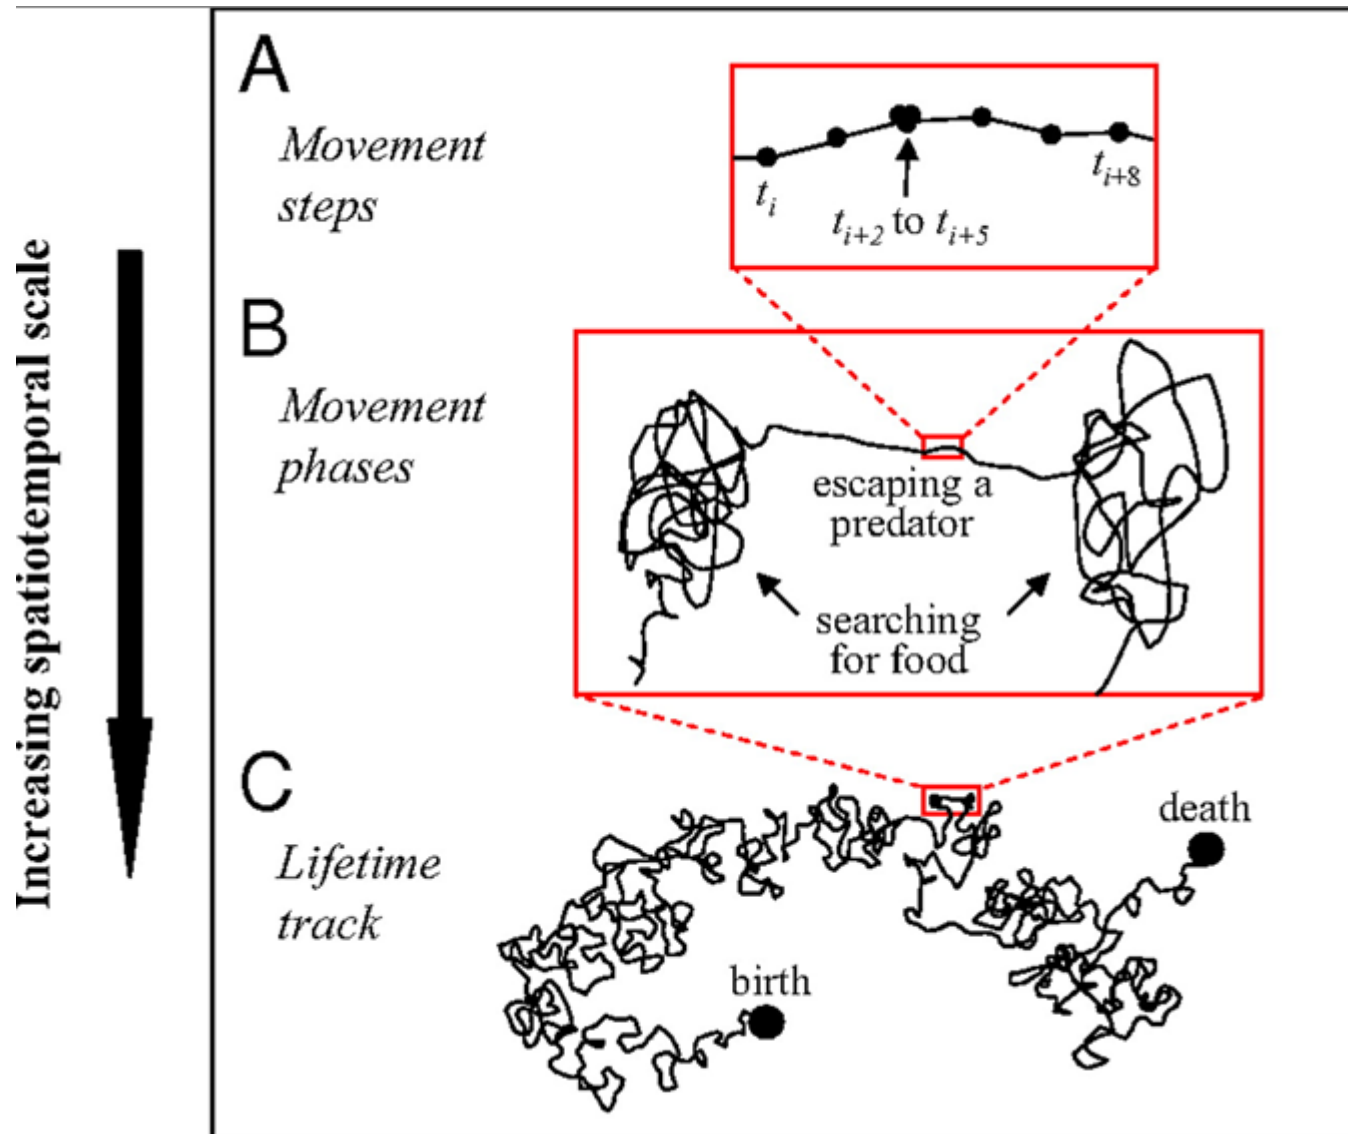 Increasing spatiotemporal scale
A
Movement
steps
t_i
t_{i+2} to t_{i+5}
t_{i+8}
B
Movement
phases
escaping a
predator
searching
for food
C
Lifetime
track
birth
death